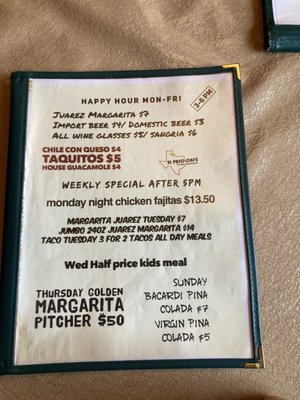 HAPPY HOUR MON-FRI
3-6 PM
JUAREZ MARGARITA $7
IMPORT BEER $4/ DOMESTIC BEER $3
ALL WINE GLASSES $5/ SANGRIA $6
CHILE CON QUESO $4
TAQUITOS $5
HOUSE GUACAMOLE $4
EL PASO CAFE
WEEKLY SPECIAL AFTER 5PM
monday night chicken fajitas $13.50
MARGARITA JUAREZ TUESDAY $7
JUMBO 24OZ JUAREZ MARGARITA $14
TACO TUESDAY 3 FOR 2 TACOS ALL DAY MEALS
Wed Half price kids meal
THURSDAY GOLDEN
MARGARITA
PITCHER $50
SUNDAY
BACARDI PINA
COLADA $7
VIRGIN PINA
COLADA $5